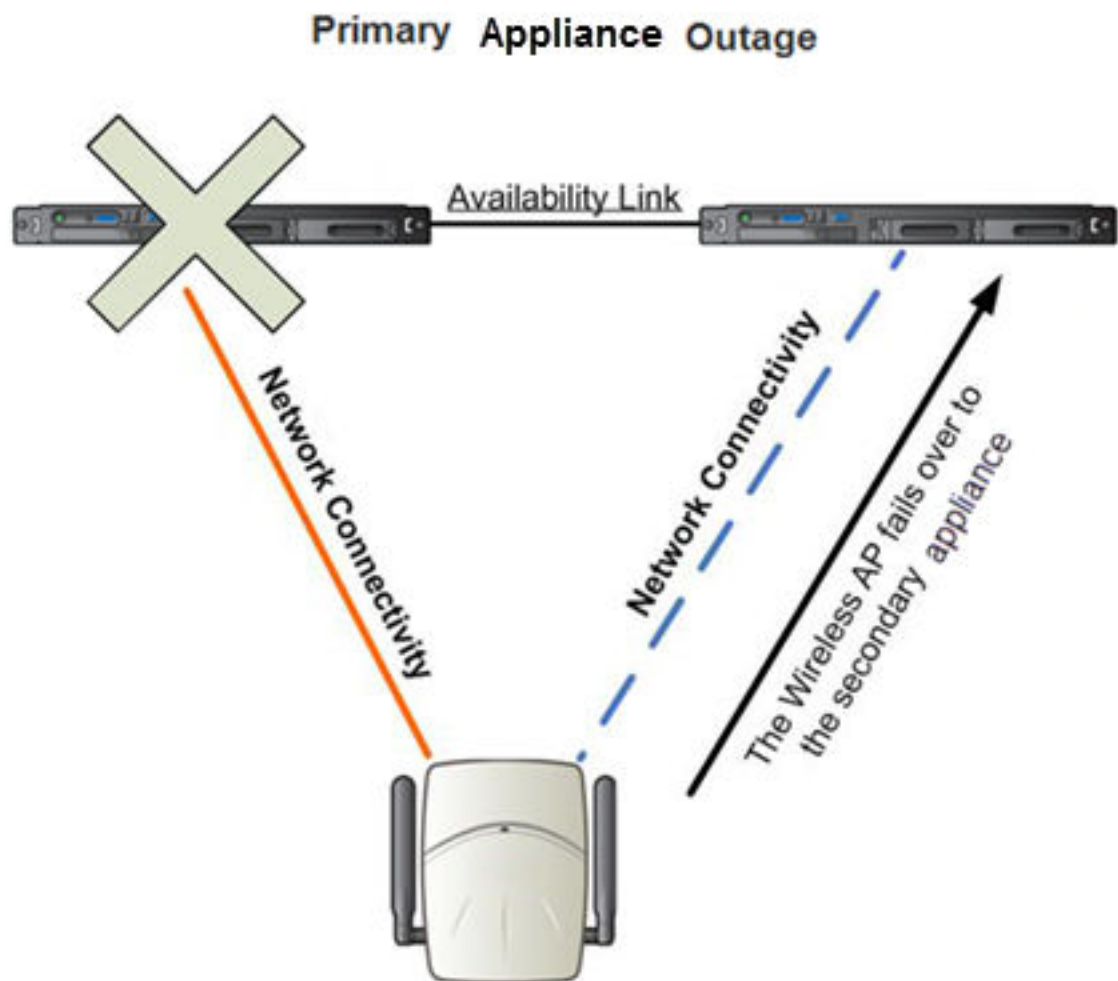 Primary Appliance Outage
Availability Link
Network Connectivity
Network Connectivity
The Wireless AP fails over to
the secondary appliance